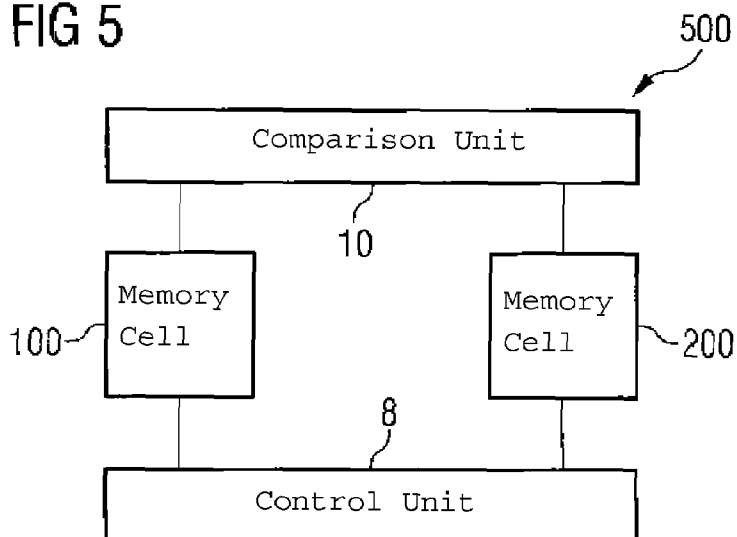 FIG 5
500
Comparison Unit
10
Memory
Cell
100
Memory
Cell
200
8
Control Unit